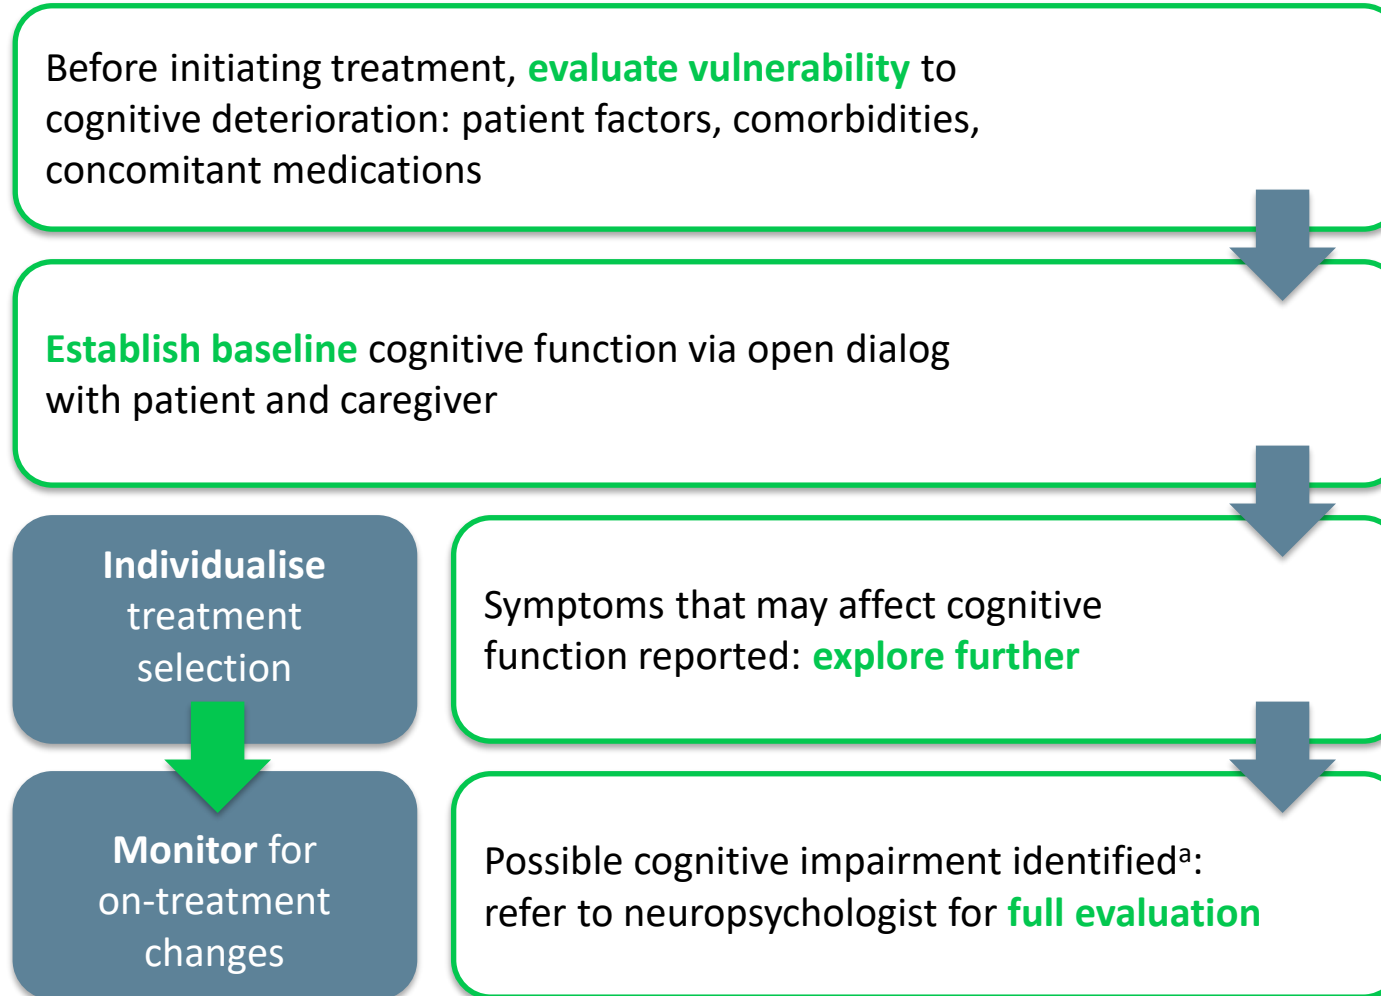 Before initiating treatment, evaluate vulnerability to
cognitive deterioration: patient factors, comorbidities,
concomitant medications
Establish baseline cognitive function via open dialog
with patient and caregiver
Individualise
treatment
selection
Symptoms that may affect cognitive
function reported: explore further
Monitor for
on-treatment
changes
Possible cognitive impairment identifiedᵃ:
refer to neuropsychologist for full evaluation